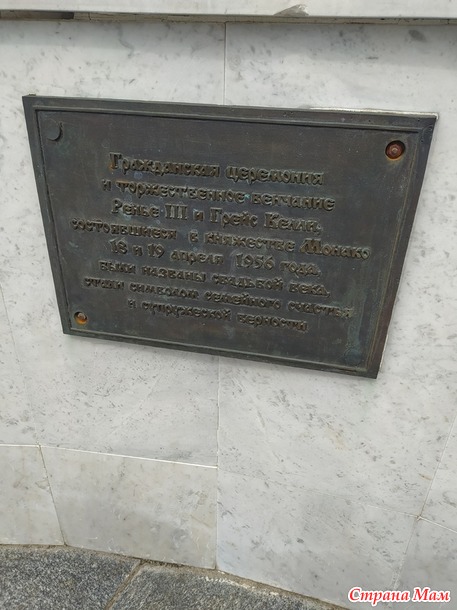 Гражданская церемония
и торжественное венчание
Ренье III и Грейс Келли,
состоявшиеся в княжестве Монако
18 и 19 апреля 1956 года,
были названы свадьбой века,
стали символом семейного счастья
и супружеской верности
Страна Мам